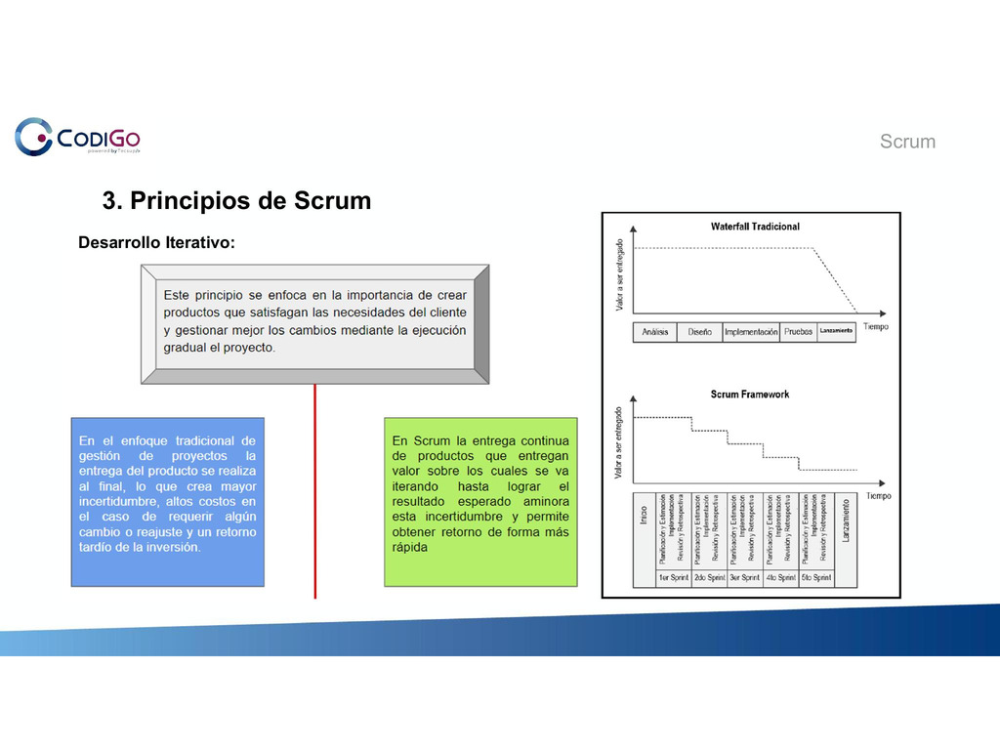 CODIGO
powered by Tecsup
Scrum
3. Principios de Scrum
Desarrollo Iterativo:
Este principio se enfoca en la importancia de crear
productos que satisfagan las necesidades del cliente
y gestionar mejor los cambios mediante la ejecución
gradual el proyecto.
En el enfoque tradicional de
gestión de proyectos la
entrega del producto se realiza
al final, lo que crea mayor
incertidumbre, altos costos en
el caso de requerir algún
cambio o reajuste y un retorno
tardío de la inversión.
En Scrum la entrega continua
de productos que entregan
valor sobre los cuales se va
iterando hasta lograr el
resultado esperado aminora
esta incertidumbre y permite
obtener retorno de forma más
rápida
Waterfall Tradicional
Valor a ser entregado
Tiempo
Análisis Diseño Implementación Pruebas Lanzamiento
Scrum Framework
Valor a ser entregado
Tiempo
Inicio
Planificación y Estimación
Implementación
Revisión y Retrospectiva
Planificación y Estimación
Implementación
Revisión y Retrospectiva
Planificación y Estimación
Implementación
Revisión y Retrospectiva
Planificación y Estimación
Implementación
Revisión y Retrospectiva
Planificación y Estimación
Implementación
Revisión y Retrospectiva
Lanzamiento
1er Sprint 2do Sprint 3er Sprint 4to Sprint 5to Sprint